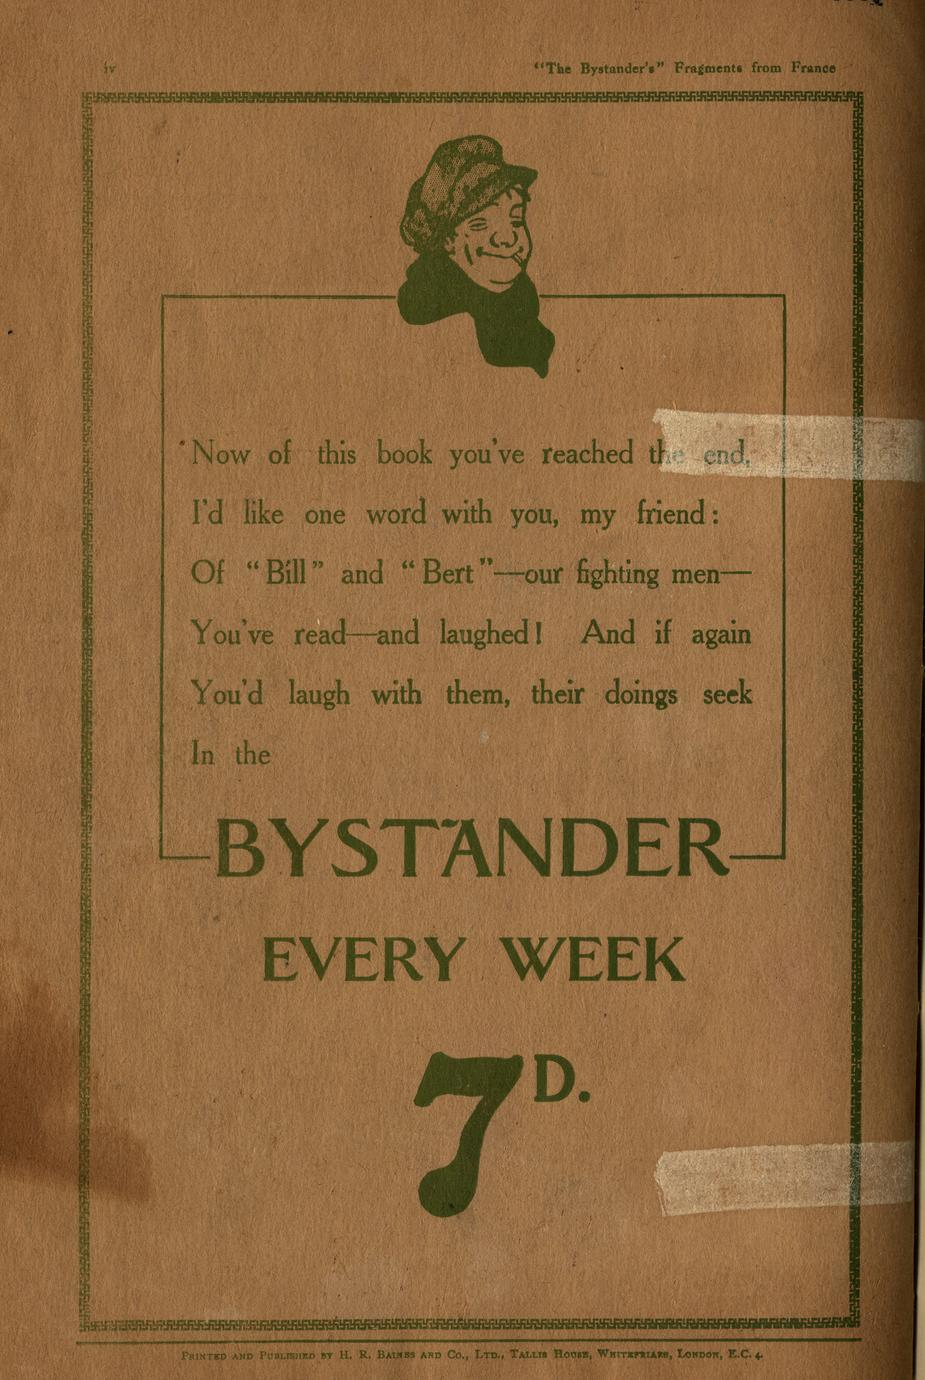 iv
"The Bystander's" Fragments from France
Now of this book you've reached the end,
I'd like one word with you, my friend:
Of "Bill" and "Bert"—our fighting men—
You've read—and laughed! And if again
You'd laugh with them, their doings seek
In the
BYSTANDER
EVERY WEEK
7D.
Printed and Published by H. R. Baines and Co., Ltd., Tallis House, Whitefriars, London, E.C. 4.